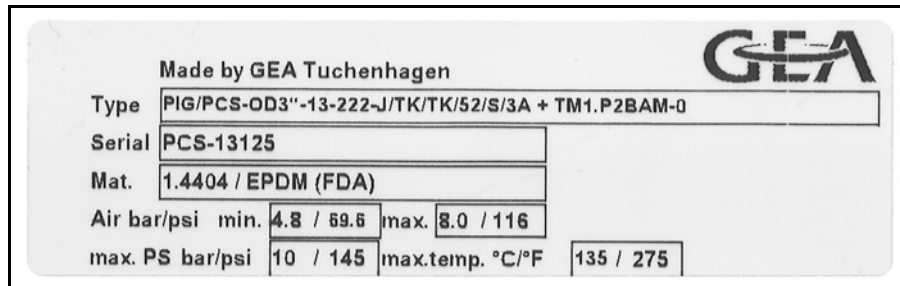 GEA
Made by GEA Tuchenhagen
Type PIG/PCS-OD3"-13-222-J/TK/TK/52/S/3A + TM1.P2BAM-0
Serial PCS-13125
Mat. 1.4404 / EPDM (FDA)
Air bar/psi min. 4.8 / 69.6 max. 8.0 / 116
max. PS bar/psi 10 / 145 max.temp. °C/°F 135 / 275